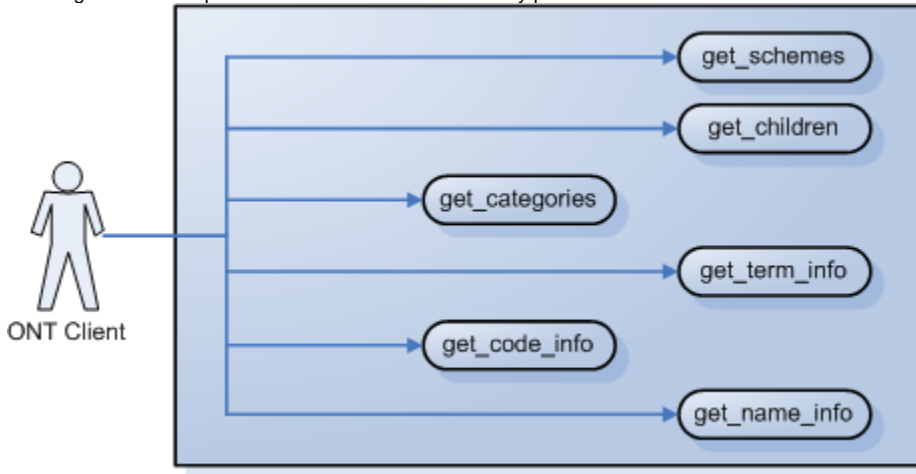 get_schemes
get_children
get_categories
get_term_info
ONT Client
get_code_info
get_name_info